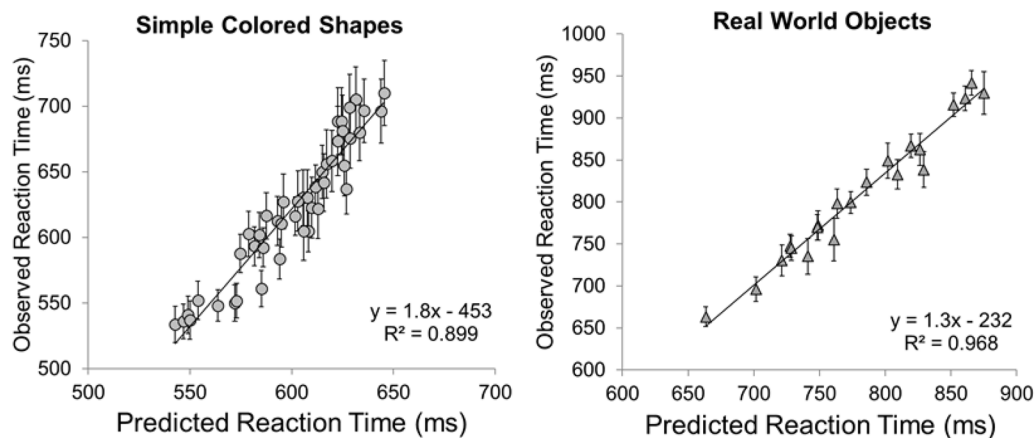 Simple Colored Shapes
Observed Reaction Time (ms)
750
700
650
600
550
500
500
550
600
650
700
y = 1.8x - 453
R² = 0.899
Predicted Reaction Time (ms)
Real World Objects
Observed Reaction Time (ms)
1000
950
900
850
800
750
700
650
600
600
650
700
750
800
850
900
y = 1.3x - 232
R² = 0.968
Predicted Reaction Time (ms)